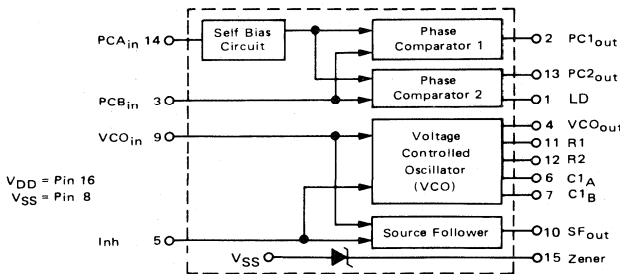 PCAin 14
Self Bias
Circuit
Phase
Comparator 1
2 PC1out
PCBin 3
Phase
Comparator 2
13 PC2out
1 LD
VCOin 9
Voltage
Controlled
Oscillator
(VCO)
4 VCOout
11 R1
12 R2
6 C1A
7 C1B
VDD = Pin 16
VSS = Pin 8
Inh 5
Source Follower
10 SFout
VSS
15 Zener